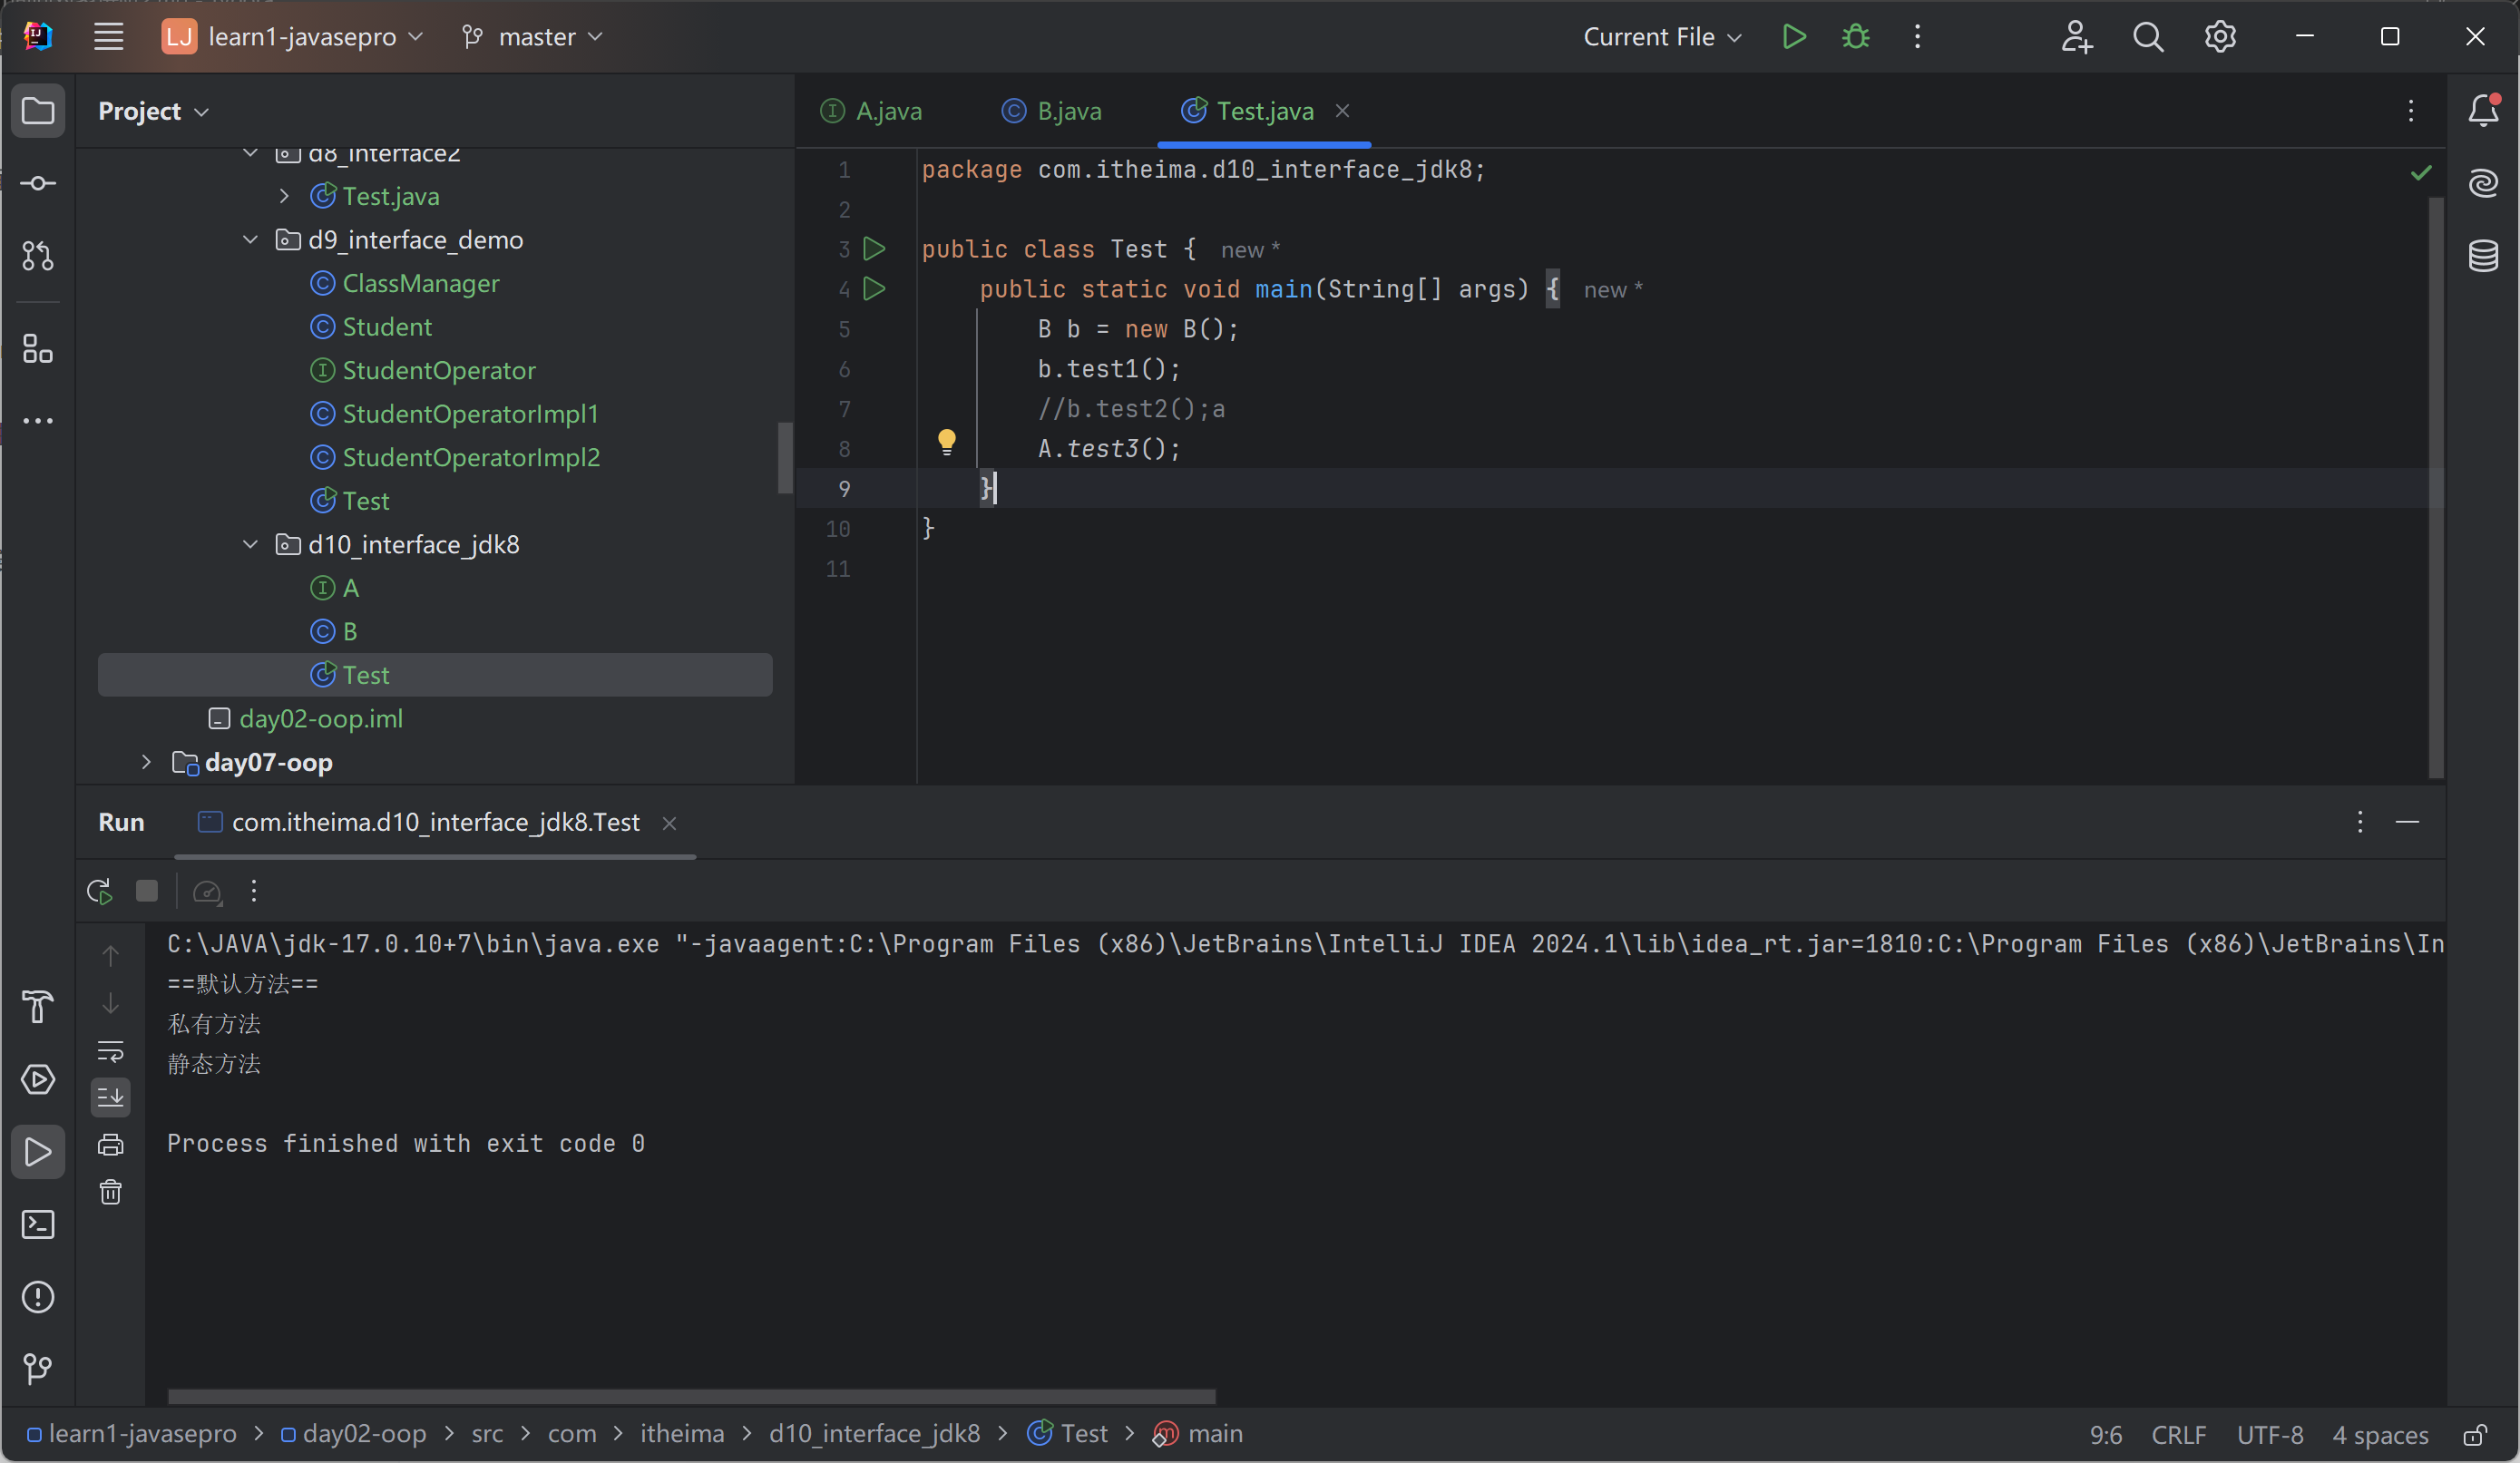 LJ learn1-javasepro master Current File
Project
d8_interface2
Test.java
d9_interface_demo
ClassManager
Student
StudentOperator
StudentOperatorImpl1
StudentOperatorImpl2
Test
d10_interface_jdk8
A
B
Test
day02-oop.iml
day07-oop
A.java B.java Test.java
1 package com.itheima.d10_interface_jdk8;
2
3 public class Test { new *
4 public static void main(String[] args) { new *
5 B b = new B();
6 b.test1();
7 //b.test2();a
8 A.test3();
9 }
10 }
11
Run com.itheima.d10_interface_jdk8.Test
C:\JAVA\jdk-17.0.10+7\bin\java.exe "-javaagent:C:\Program Files (x86)\JetBrains\IntelliJ IDEA 2024.1\lib\idea_rt.jar=1810:C:\Program Files (x86)\JetBrains\In
==默认方法==
私有方法
静态方法
Process finished with exit code 0
learn1-javasepro > day02-oop > src > com > itheima > d10_interface_jdk8 > Test > main 9:6 CRLF UTF-8 4 spaces